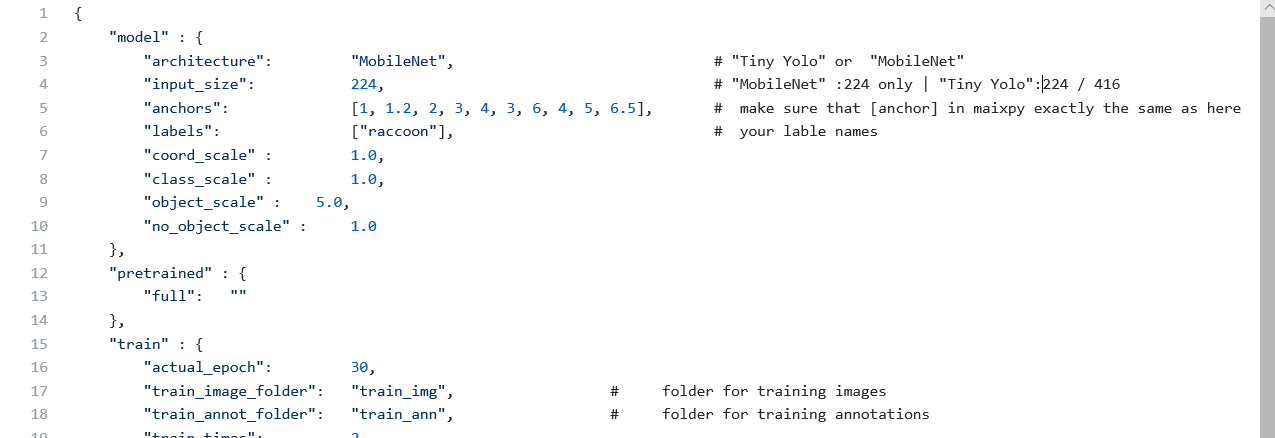 1 {
2 "model" : {
3 "architecture": "MobileNet", # "Tiny Yolo" or "MobileNet"
4 "input_size": 224, # "MobileNet" :224 only | "Tiny Yolo":224 / 416
5 "anchors": [1, 1.2, 2, 3, 4, 3, 6, 4, 5, 6.5], # make sure that [anchor] in maixpy exactly the same as here
6 "labels": ["raccoon"], # your lable names
7 "coord_scale" : 1.0,
8 "class_scale" : 1.0,
9 "object_scale" : 5.0,
10 "no_object_scale" : 1.0
11 },
12 "pretrained" : {
13 "full": ""
14 },
15 "train" : {
16 "actual_epoch": 30,
17 "train_image_folder": "train_img", # folder for training images
18 "train_annot_folder": "train_ann", # folder for training annotations
19 "train_times": 2